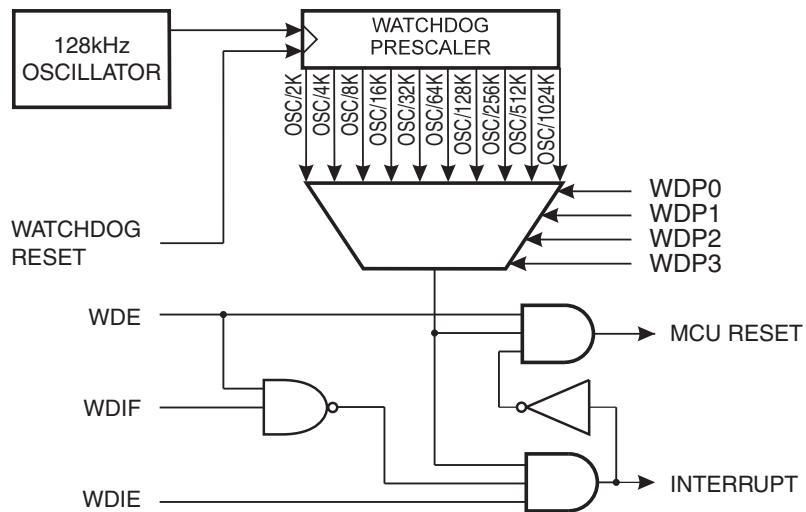 128kHz
OSCILLATOR
WATCHDOG
PRESCALER
OSC/2K
OSC/4K
OSC/8K
OSC/16K
OSC/32K
OSC/64K
OSC/128K
OSC/256K
OSC/512K
OSC/1024K
WATCHDOG
RESET
WDP0
WDP1
WDP2
WDP3
WDE
MCU RESET
WDIF
WDIE
INTERRUPT